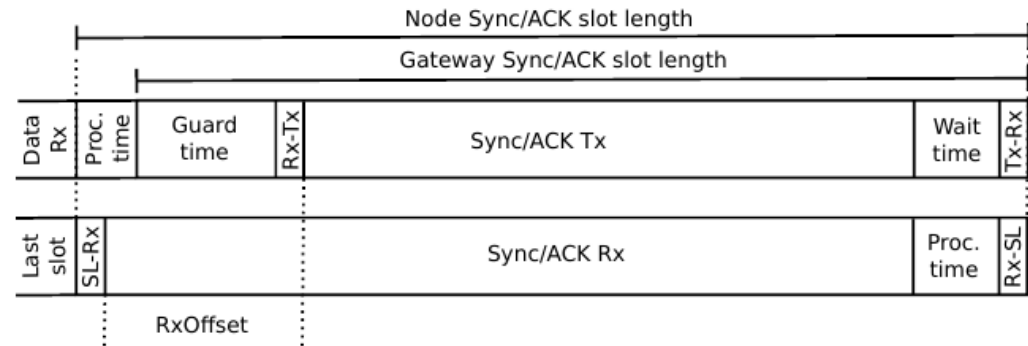 Node Sync/ACK slot length
Gateway Sync/ACK slot length
Data
Rx
Proc.
time
Guard
time
Rx-Tx
Sync/ACK Tx
Wait
time
Tx-Rx
Last
slot
SL-Rx
Sync/ACK Rx
Proc.
time
Rx-SL
RxOffset